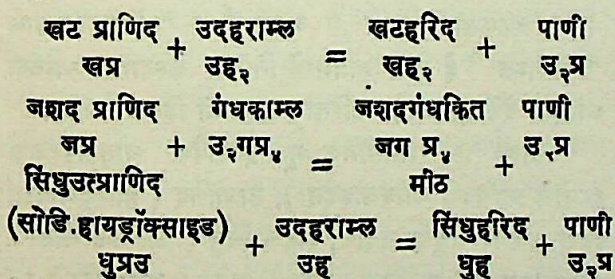 खट प्राणिद + उदहराम्ल = खटहरिद + पाणी
खप्र उह२ खह२ उ२प्र
जशद प्राणिद गंधकाम्ल जशदगंधकित पाणी
जप्र + उ२गप्र४ = जग प्र४ + उ२प्र
सिंधुउत्प्राणिद मीठ
(सोडि.हायड्रॉक्साइड) + उदहराम्ल = सिंधुहरिद + पाणी
धुप्रउ उह धुह उ२प्र